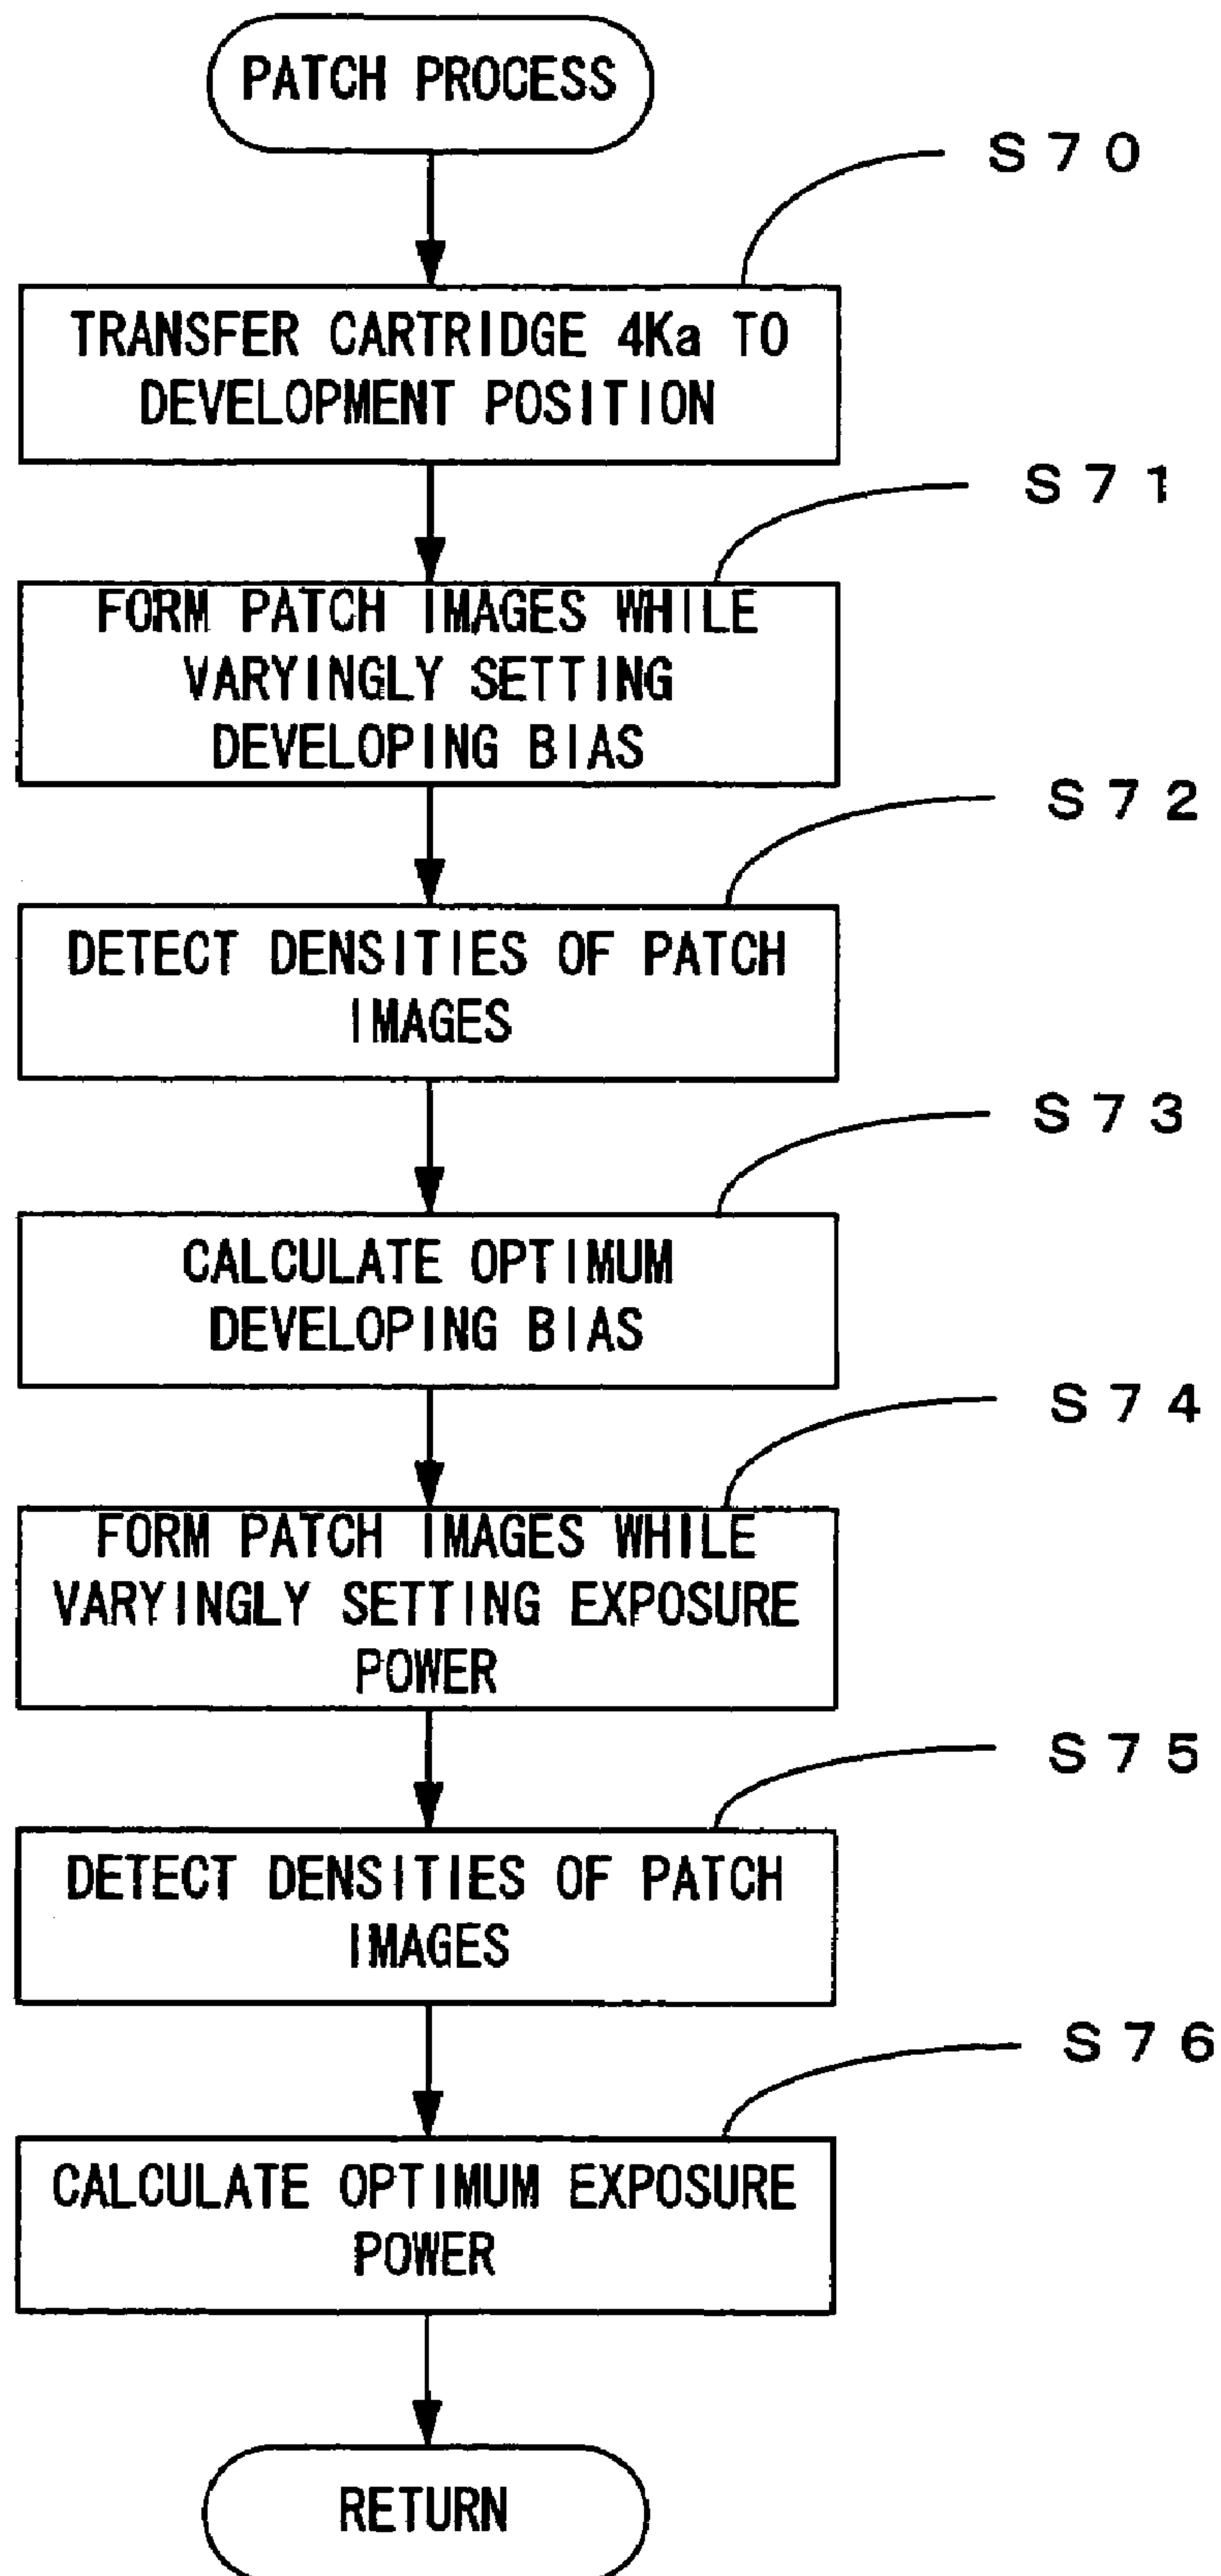 PATCH PROCESS
S70
TRANSFER CARTRIDGE 4Ka TO
DEVELOPMENT POSITION
S71
FORM PATCH IMAGES WHILE
VARYINGLY SETTING
DEVELOPING BIAS
S72
DETECT DENSITIES OF PATCH
IMAGES
S73
CALCULATE OPTIMUM
DEVELOPING BIAS
S74
FORM PATCH IMAGES WHILE
VARYINGLY SETTING EXPOSURE
POWER
S75
DETECT DENSITIES OF PATCH
IMAGES
S76
CALCULATE OPTIMUM EXPOSURE
POWER
RETURN